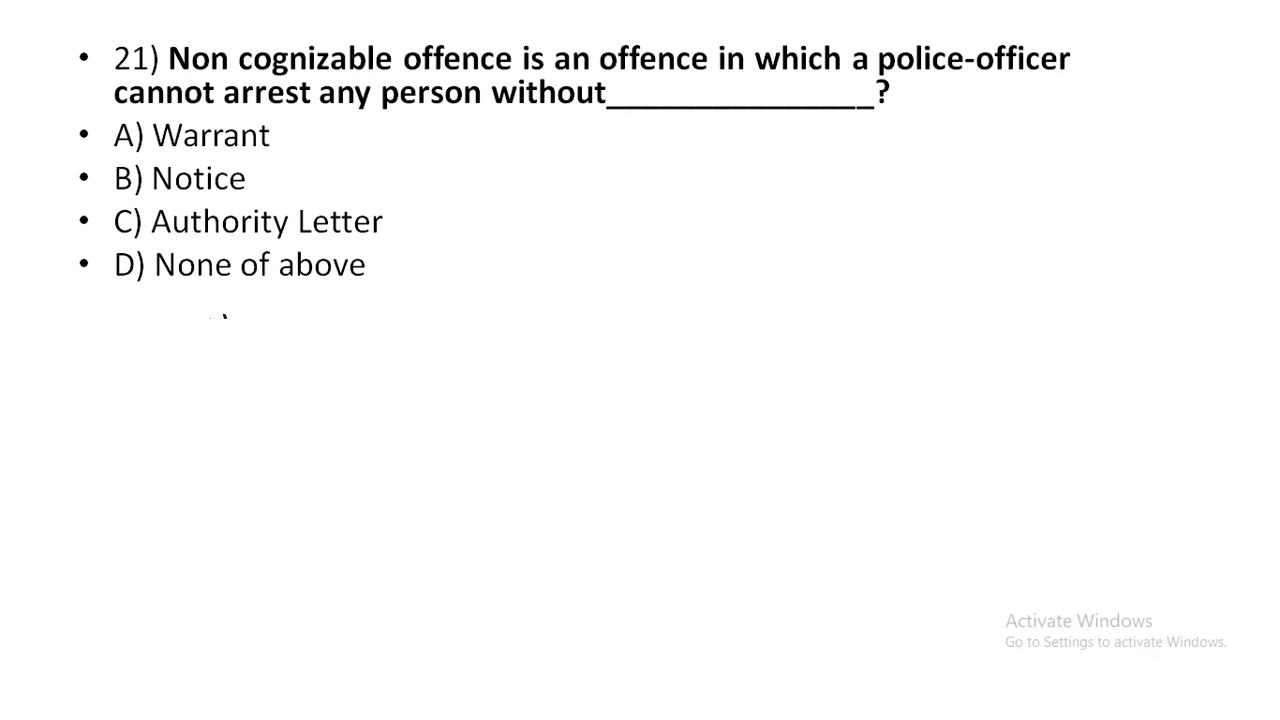 • 21) Non cognizable offence is an offence in which a police-officer
cannot arrest any person without________________?
• A) Warrant
• B) Notice
• C) Authority Letter
• D) None of above
Activate Windows
Go to Settings to activate Windows.